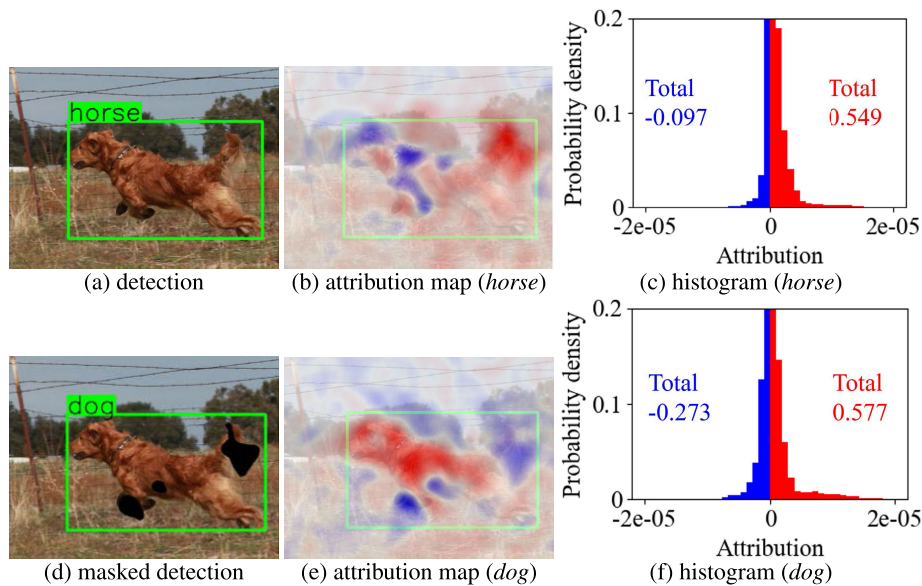 horse
(a) detection
(b) attribution map (horse)
Probability density
0.2
0.1
0
Total
-0.097
Total
0.549
-2e-05
0
2e-05
Attribution
(c) histogram (horse)
dog
(d) masked detection
(e) attribution map (dog)
Probability density
0.2
0.1
0
Total
-0.273
Total
0.577
-2e-05
0
2e-05
Attribution
(f) histogram (dog)